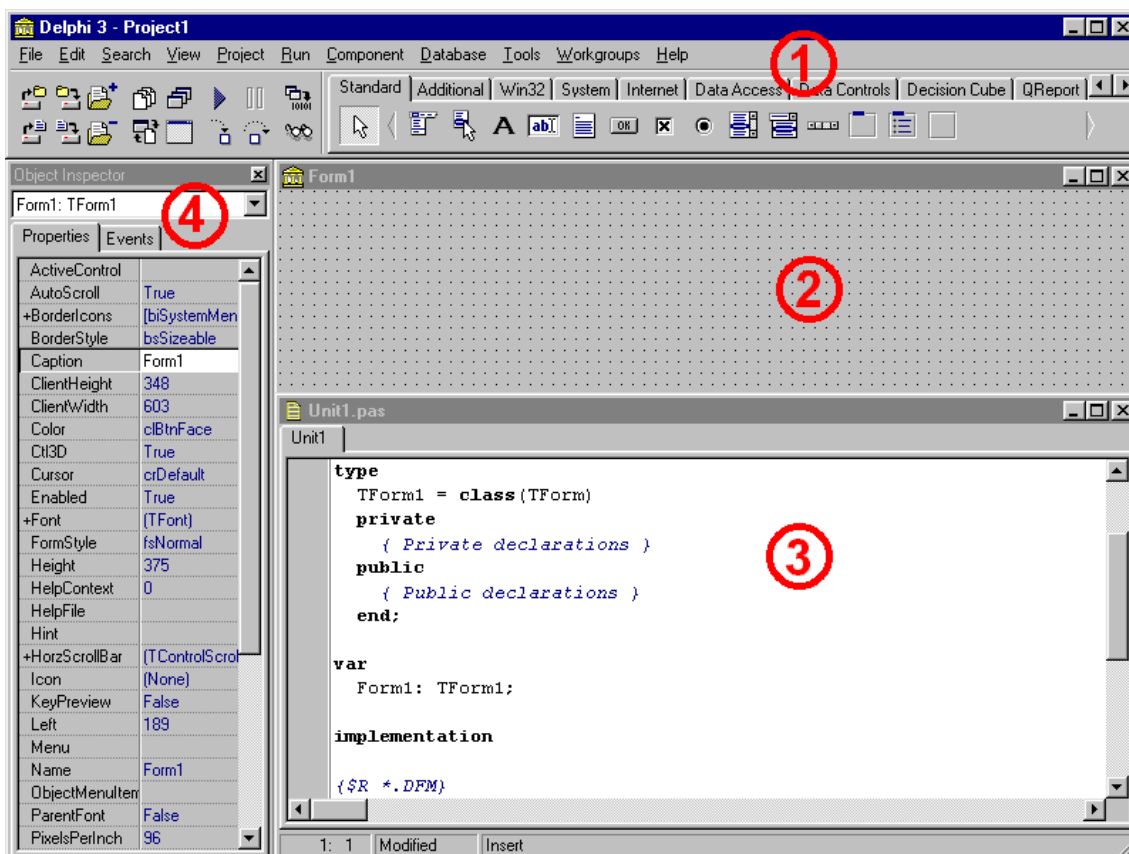 Delphi 3 - Project1
File Edit Search View Project Run Component Database Tools Workgroups Help
1
Standard Additional Win32 System Internet Data Access Data Controls Decision Cube QReport
A ab OK
Object Inspector
Form1: TForm1
4
Properties Events
ActiveControl
AutoScroll True
+BorderIcons [biSystemMen
BorderStyle bsSizeable
Caption Form1
ClientHeight 348
ClientWidth 603
Color clBtnFace
Ctl3D True
Cursor crDefault
Enabled True
+Font (TFont)
FormStyle fsNormal
Height 375
HelpContext 0
HelpFile
Hint
+HorzScrollBar (TControlScrol
Icon (None)
KeyPreview False
Left 189
Menu
Name Form1
ObjectMenuItem
ParentFont False
PixelsPerInch 96
Form1
2
Unit1.pas
Unit1
type
TForm1 = class(TForm)
private
{ Private declarations }
public
{ Public declarations }
end;
var
Form1: TForm1;
implementation
{$R *.DFM}
3
1: 1 Modified Insert